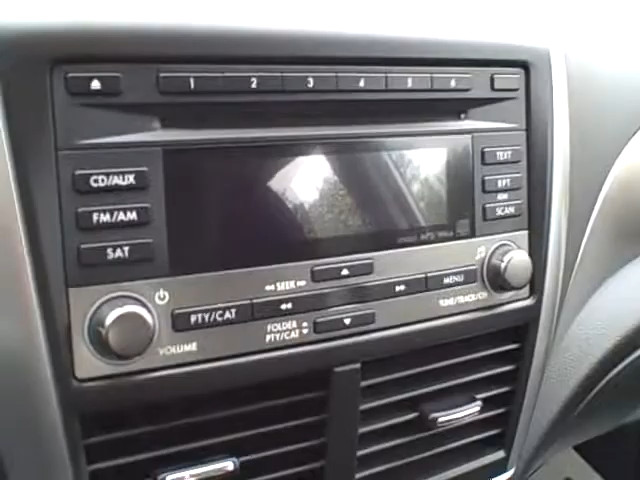 1 2 3 4 5 6
CD/AUX
TEXT
FM/AM
RPT
SCAN
SAT
SEEK
MENU
PTY/CAT
TUNE/TRACK/CH
FOLDER
PTY/CAT
VOLUME